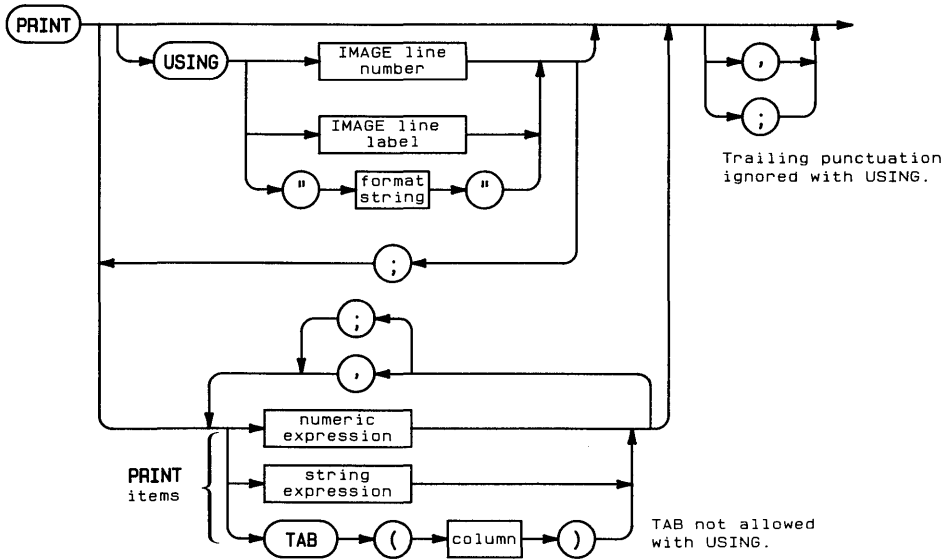 PRINT
USING
IMAGE line
number
,
IMAGE line
label
;
" format
string "
Trailing punctuation
ignored with USING.
;
;
,
numeric
expression
PRINT
items
string
expression
TAB ( column )
TAB not allowed
with USING.